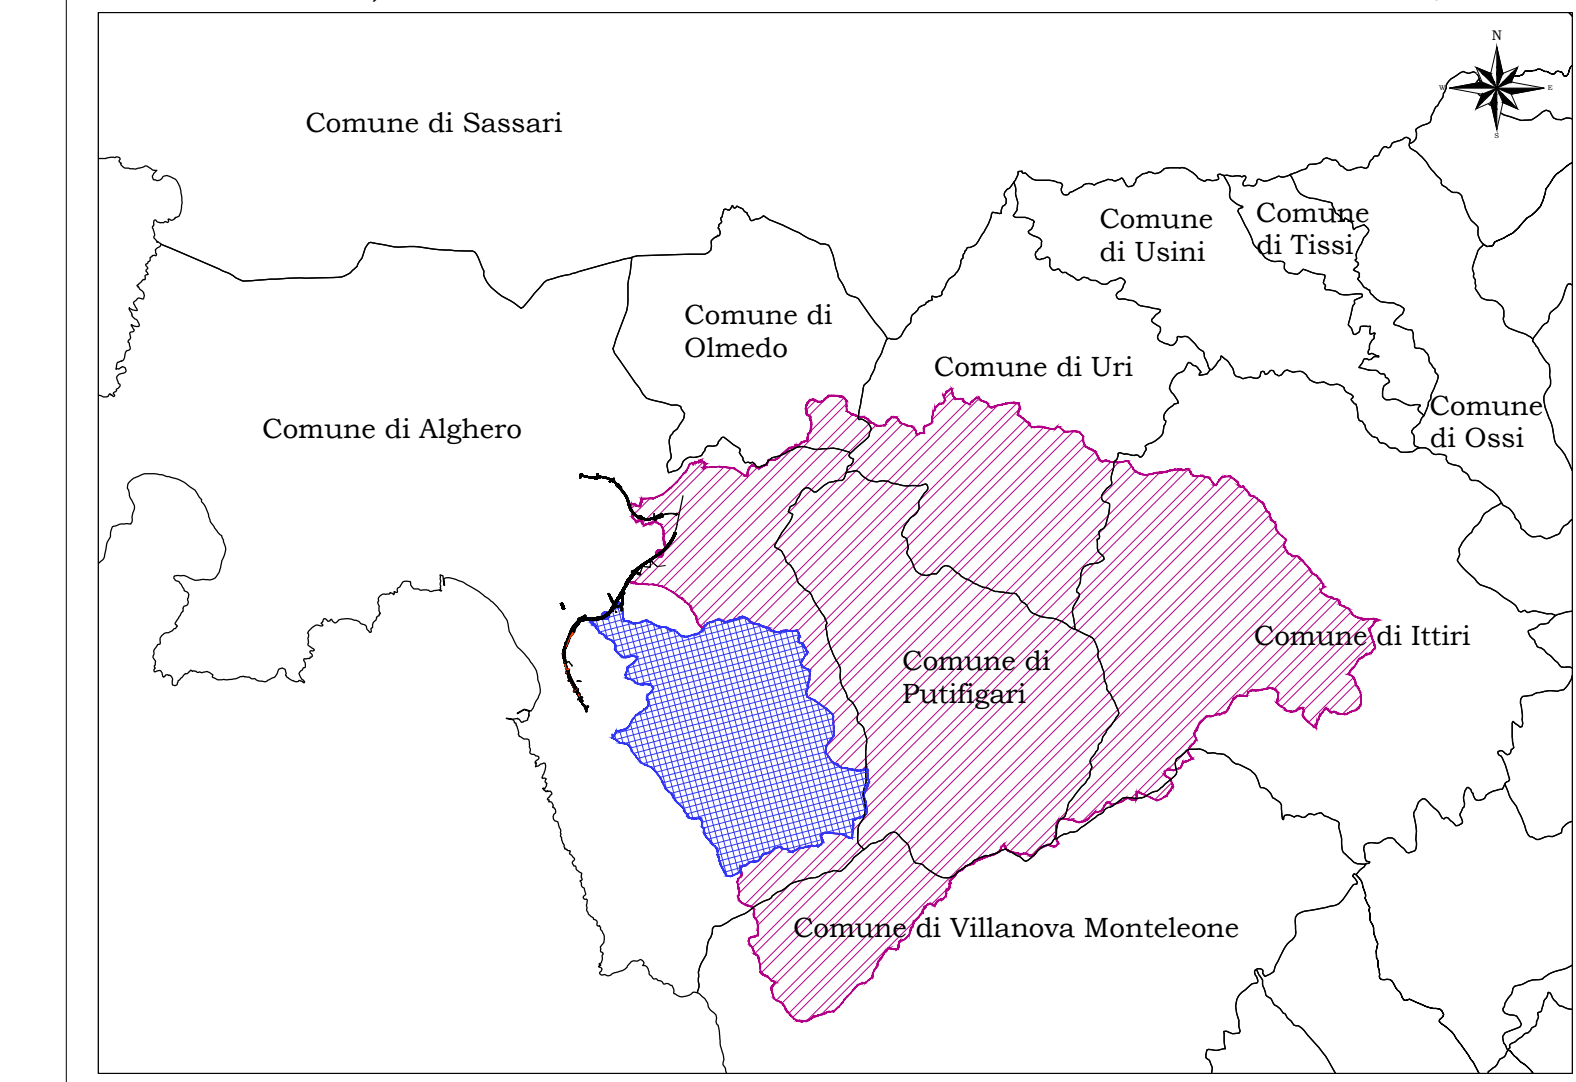 N
W
E
S
Comune di Sassari
Comune
di Usini
Comune
di Tissi
Comune di
Olmedo
Comune di Uri
Comune
di Ossi
Comune di Alghero
Comune di Ittiri
Comune di
Putifigari
Comune di Villanova Monteleone